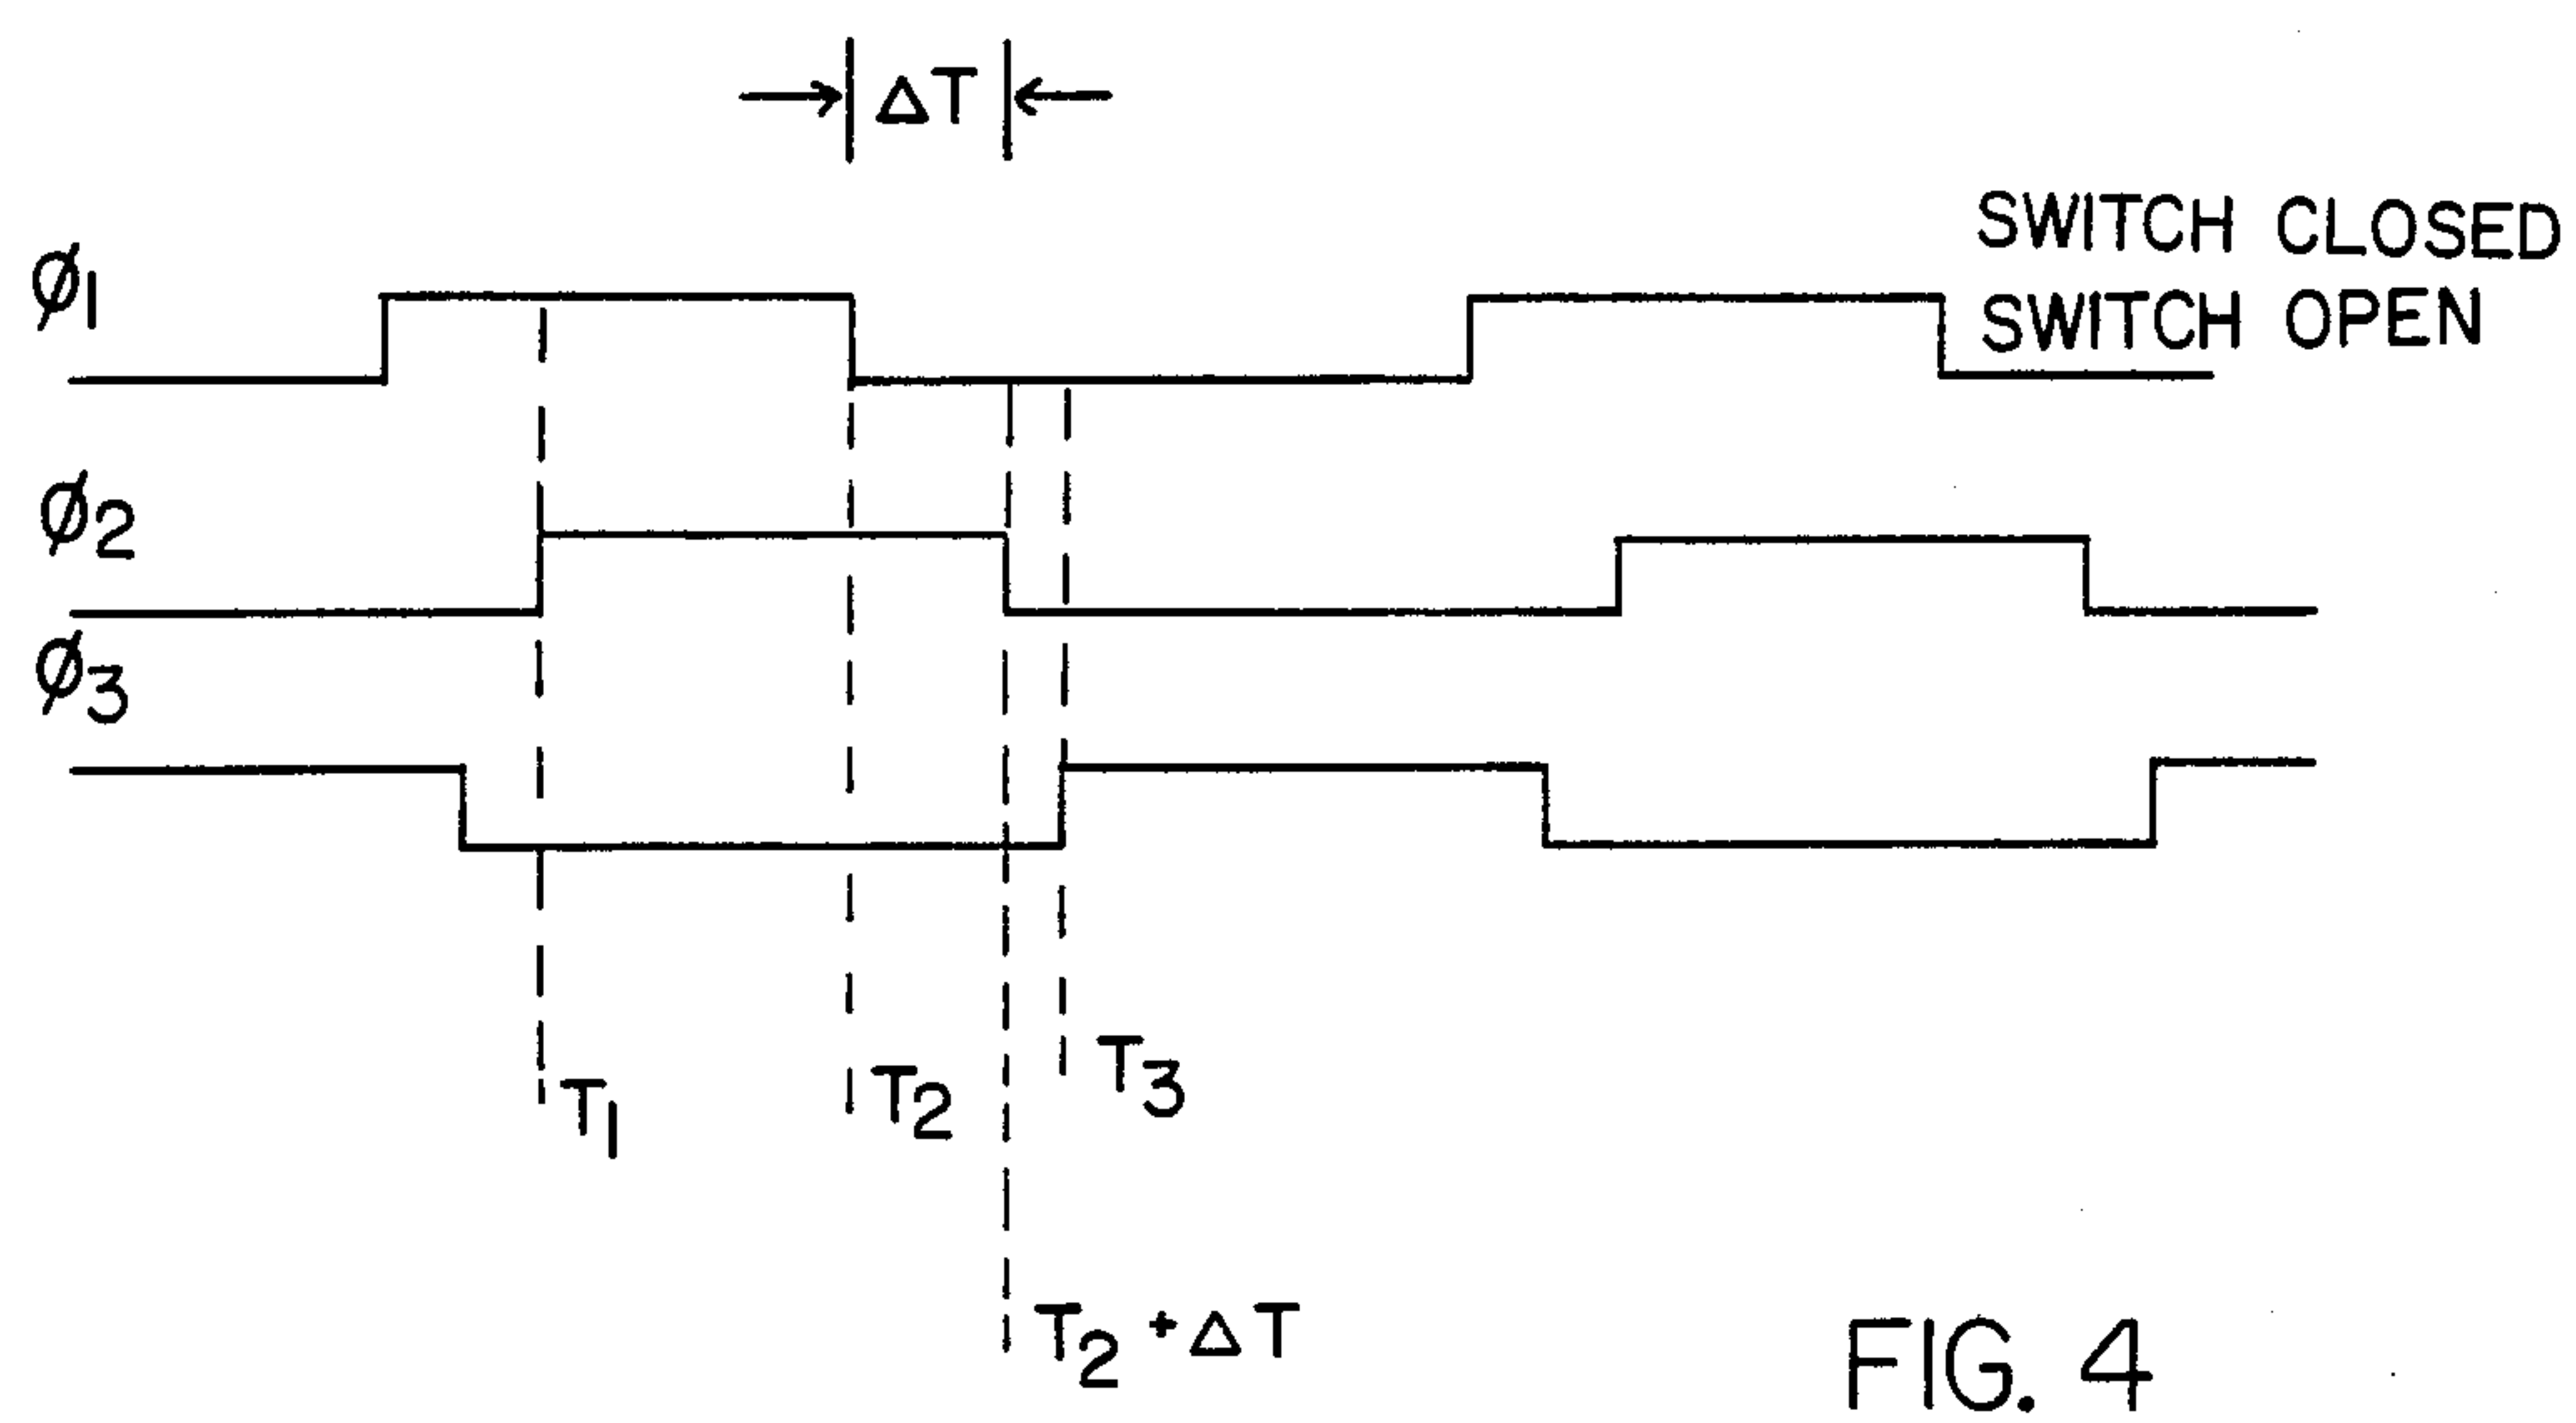 ΔT
SWITCH CLOSED
SWITCH OPEN
ø1
ø2
ø3
T1
T2
T3
T2 + ΔT
FIG. 4